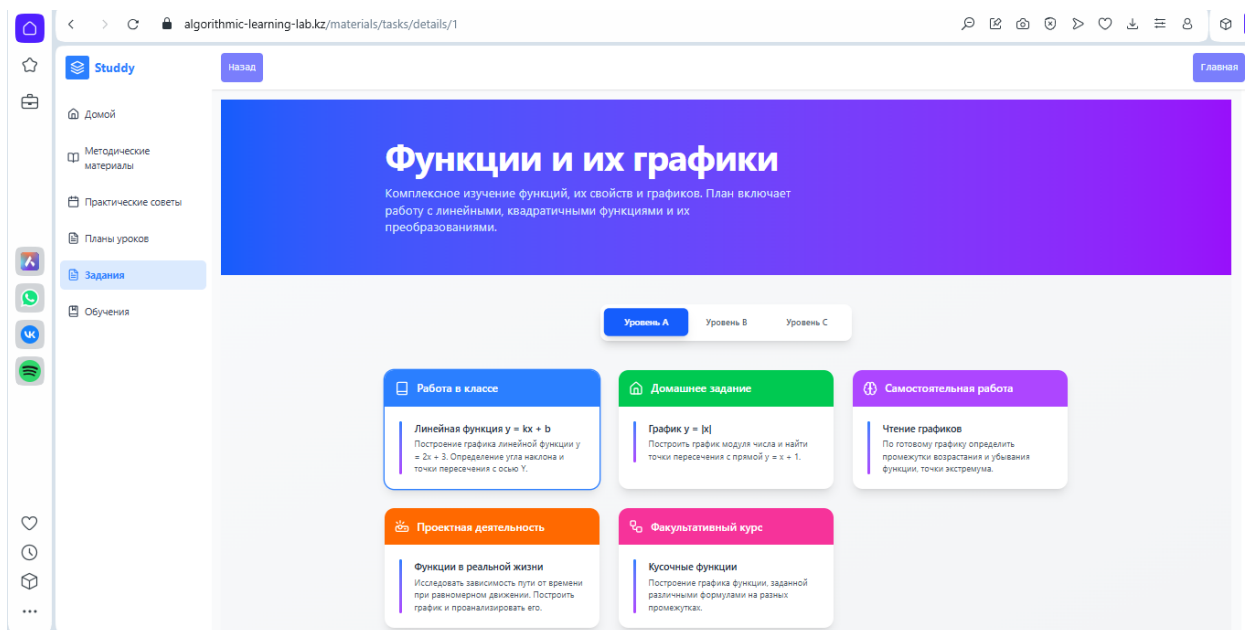 algorithmic-learning-lab.kz/materials/tasks/details/1
Studdy
Назад
Главная
Домой
Методические
материалы
Практические советы
Планы уроков
Задания
Обучения
Функции и их графики
Комплексное изучение функций, их свойств и графиков. План включает
работу с линейными, квадратичными функциями и их
преобразованиями.
Уровень A
Уровень B
Уровень C
Работа в классе
Линейная функция y = kx + b
Построение графика линейной функции y
= 2x + 3. Определение угла наклона и
точки пересечения с осью Y.
Домашнее задание
График y = |x|
Построить график модуля числа и найти
точки пересечения с прямой y = x + 1.
Самостоятельная работа
Чтение графиков
По готовому графику определить
промежутки возрастания и убывания
функции, точки экстремума.
Проектная деятельность
Функции в реальной жизни
Исследовать зависимость пути от времени
при равномерном движении. Построить
график и проанализировать его.
Факультативный курс
Кусочные функции
Построение графика функции, заданной
различными формулами на разных
промежутках.